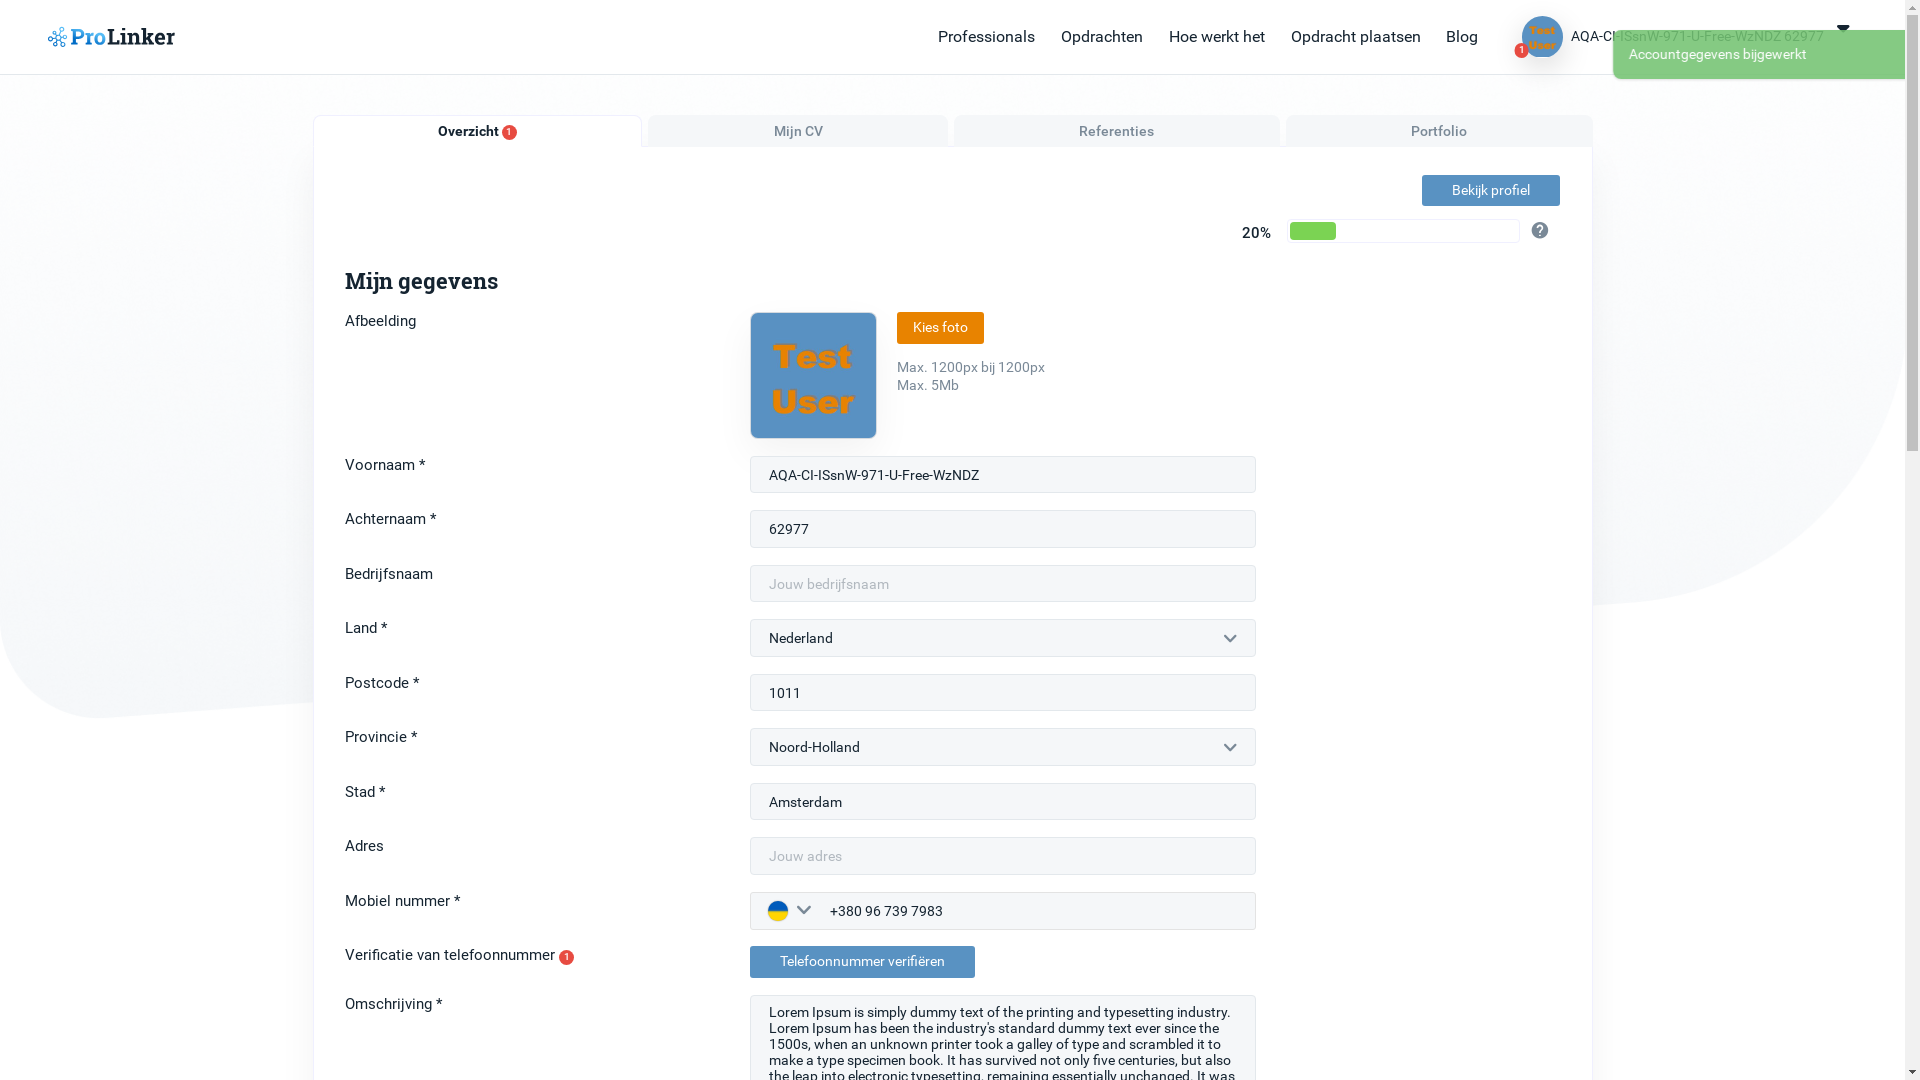 ProLinker
Professionals
Opdrachten
Hoe werkt het
Opdracht plaatsen
Blog
Test
User
1
AQA-CI-ISsnW-971-U-Free-WzNDZ 62977
Accountgegevens bijgewerkt
Overzicht 1
Mijn CV
Referenties
Portfolio
Bekijk profiel
20%
?
Mijn gegevens
Afbeelding
Test
User
Kies foto
Max. 1200px bij 1200px
Max. 5Mb
Voornaam *
AQA-CI-ISsnW-971-U-Free-WzNDZ
Achternaam *
62977
Bedrijfsnaam
Jouw bedrijfsnaam
Land *
Nederland
Postcode *
1011
Provincie *
Noord-Holland
Stad *
Amsterdam
Adres
Jouw adres
Mobiel nummer *
+380 96 739 7983
Verificatie van telefoonnummer 1
Telefoonnummer verifiëren
Omschrijving *
Lorem Ipsum is simply dummy text of the printing and typesetting industry.
Lorem Ipsum has been the industry's standard dummy text ever since the
1500s, when an unknown printer took a galley of type and scrambled it to
make a type specimen book. It has survived not only five centuries, but also
the leap into electronic typesetting, remaining essentially unchanged. It was